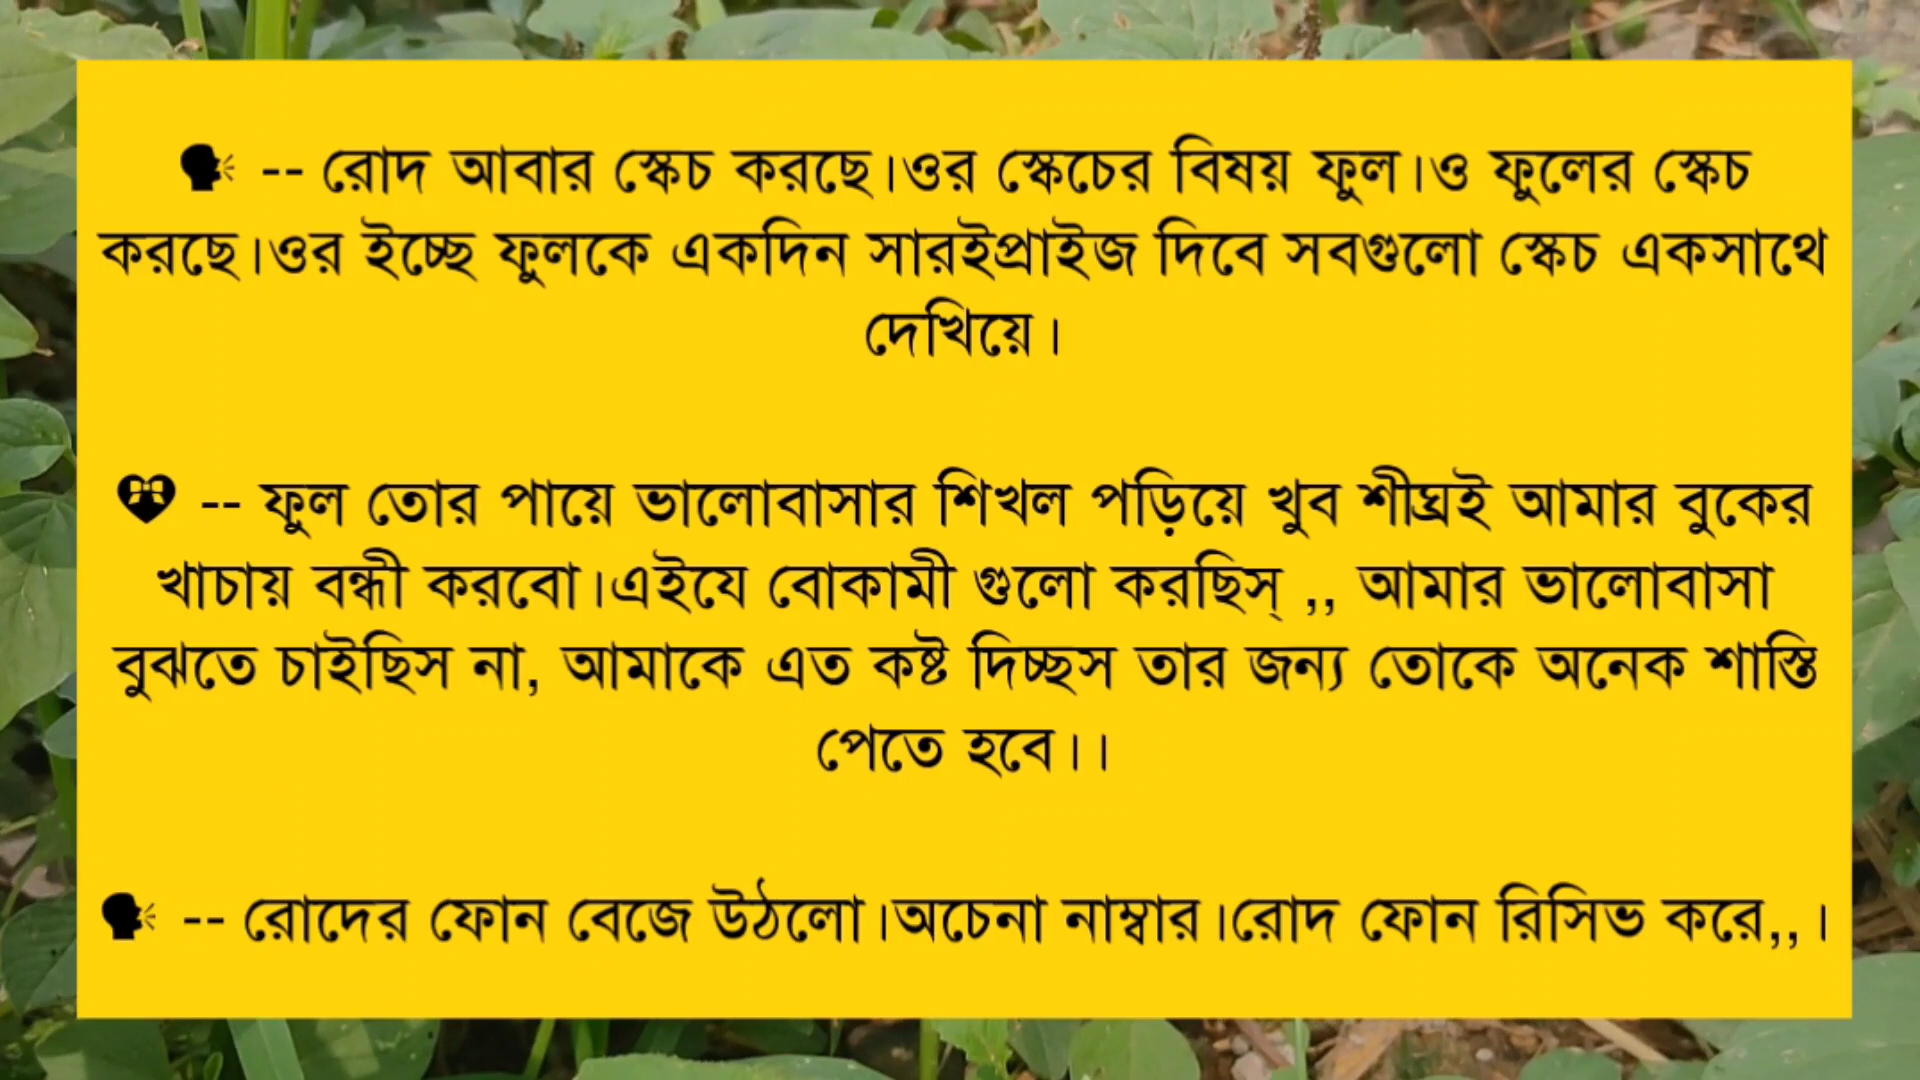 🗣 -- রোদ আবার স্কেচ করছে।ওর স্কেচের বিষয় ফুল।ও ফুলের স্কেচ
করছে।ওর ইচ্ছে ফুলকে একদিন সারইপ্রাইজ দিবে সবগুলো স্কেচ একসাথে
দেখিয়ে।
💝 -- ফুল তোর পায়ে ভালোবাসার শিখল পড়িয়ে খুব শীঘ্রই আমার বুকের
খাচায় বন্ধী করবো।এইযে বোকামী গুলো করছিস্ ,, আমার ভালোবাসা
বুঝতে চাইছিস না, আমাকে এত কষ্ট দিচ্ছস তার জন্য তোকে অনেক শাস্তি
পেতে হবে।।
🗣 -- রোদের ফোন বেজে উঠলো।অচেনা নাম্বার।রোদ ফোন রিসিভ করে,,।